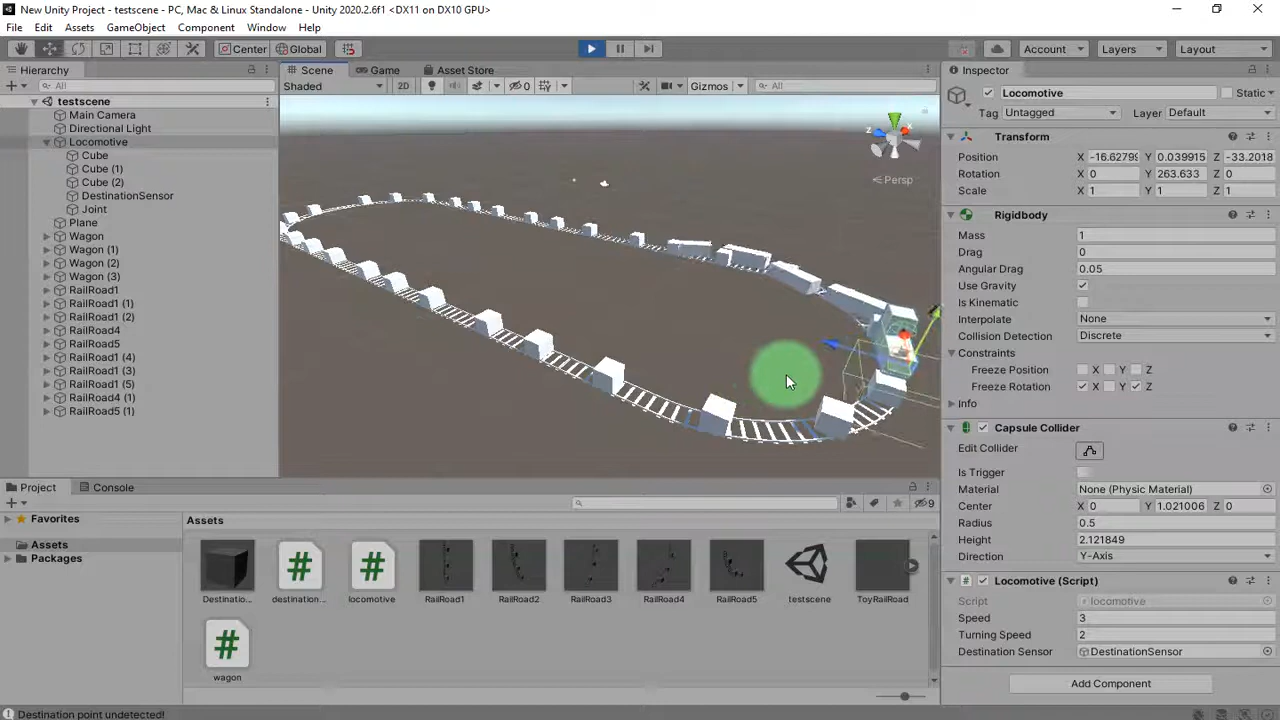 New Unity Project - testscene - PC, Mac & Linux Standalone - Unity 2020.2.6f1 <DX11 on DX10 GPU>
File Edit Assets GameObject Component Window Help
Center Global Account Layers Layout
Hierarchy
All
testscene
Main Camera
Directional Light
Locomotive
Cube
Cube (1)
Cube (2)
DestinationSensor
Joint
Plane
Wagon
Wagon (1)
Wagon (2)
Wagon (3)
RailRoad1
RailRoad1 (1)
RailRoad1 (2)
RailRoad4
RailRoad5
RailRoad1 (4)
RailRoad1 (3)
RailRoad1 (5)
RailRoad4 (1)
RailRoad5 (1)
Scene Game Asset Store
Shaded 2D 0 Gizmos All
z
Persp
Inspector
Locomotive Static
Tag Untagged Layer Default
Transform
Position X -16.6279 Y 0.039915 Z -33.2018
Rotation X 0 Y 263.633 Z 0
Scale X 1 Y 1 Z 1
Rigidbody
Mass 1
Drag 0
Angular Drag 0.05
Use Gravity
Is Kinematic
Interpolate None
Collision Detection Discrete
Constraints
Freeze Position X Y Z
Freeze Rotation X Y Z
Info
Capsule Collider
Edit Collider
Is Trigger
Material None (Physic Material)
Center X 0 Y 1.021006 Z 0
Radius 0.5
Height 2.121849
Direction Y-Axis
Locomotive (Script)
Script locomotive
Speed 3
Turning Speed 2
Destination Sensor DestinationSensor
Add Component
Project Console
9
Favorites
Assets
Packages
Assets
Destinatio... destination... locomotive RailRoad1 RailRoad2 RailRoad3 RailRoad4 RailRoad5 testscene ToyRailRoad
wagon
Destination point undetected!